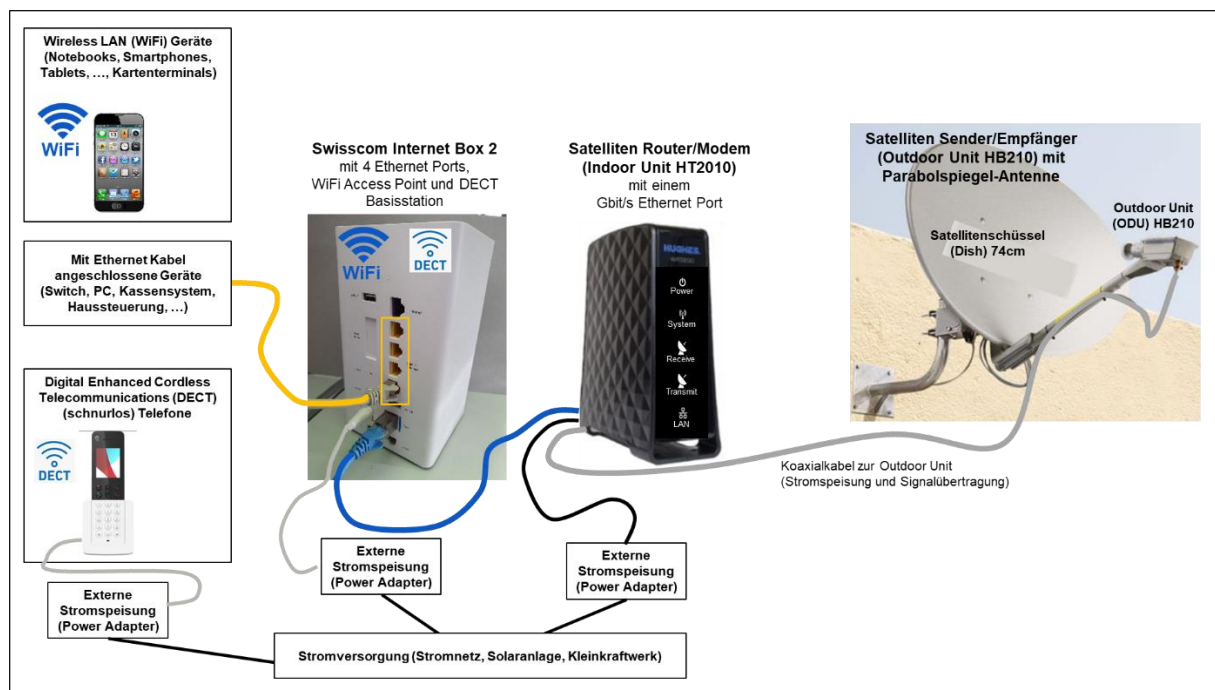 Wireless LAN (WiFi) Geräte
(Notebooks, Smartphones,
Tablets, …, Kartenterminals)
WiFi
Mit Ethernet Kabel
angeschlossene Geräte
(Switch, PC, Kassensystem,
Haussteuerung, …)
Digital Enhanced Cordless
Telecommunications (DECT)
(schnurlos) Telefone
DECT
Externe
Stromspeisung
(Power Adapter)
Swisscom Internet Box 2
mit 4 Ethernet Ports,
WiFi Access Point und DECT
Basisstation
WiFi
DECT
Satelliten Router/Modem
(Indoor Unit HT2010)
mit einem
Gbit/s Ethernet Port
HUGHES
Power
System
Receive
Transmit
LAN
Satelliten Sender/Empfänger
(Outdoor Unit HB210) mit
Parabolspiegel-Antenne
Outdoor Unit
(ODU) HB210
Satellitenschüssel
(Dish) 74cm
Koaxialkabel zur Outdoor Unit
(Stromspeisung und Signalübertragung)
Externe
Stromspeisung
(Power Adapter)
Externe
Stromspeisung
(Power Adapter)
Stromversorgung (Stromnetz, Solaranlage, Kleinkraftwerk)